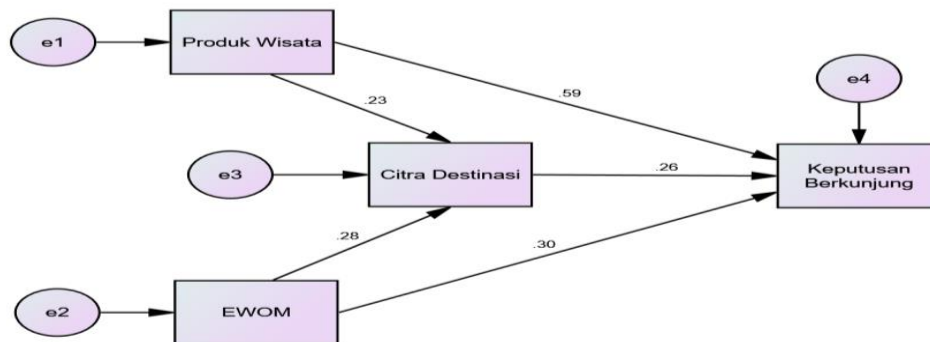 e1
Produk Wisata
.59
e4
.23
e3
Citra Destinasi
.26
Keputusan
Berkunjung
.28
.30
e2
EWOM